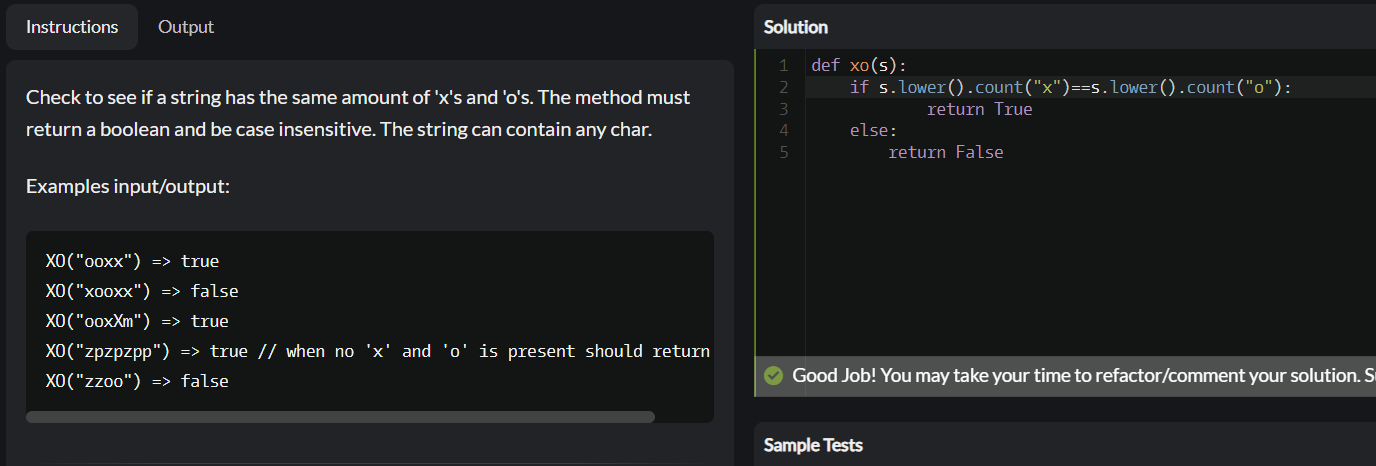 Instructions
Output
Check to see if a string has the same amount of 'x's and 'o's. The method must
return a boolean and be case insensitive. The string can contain any char.
Examples input/output:
XO("ooxx") => true
XO("xooxx") => false
XO("ooxXm") => true
XO("zpzpzpp") => true // when no 'x' and 'o' is present should return
XO("zzoo") => false
Solution
1 def xo(s):
2     if s.lower().count("x")==s.lower().count("o"):
3             return True
4     else:
5         return False
Good Job! You may take your time to refactor/comment your solution.
Sample Tests